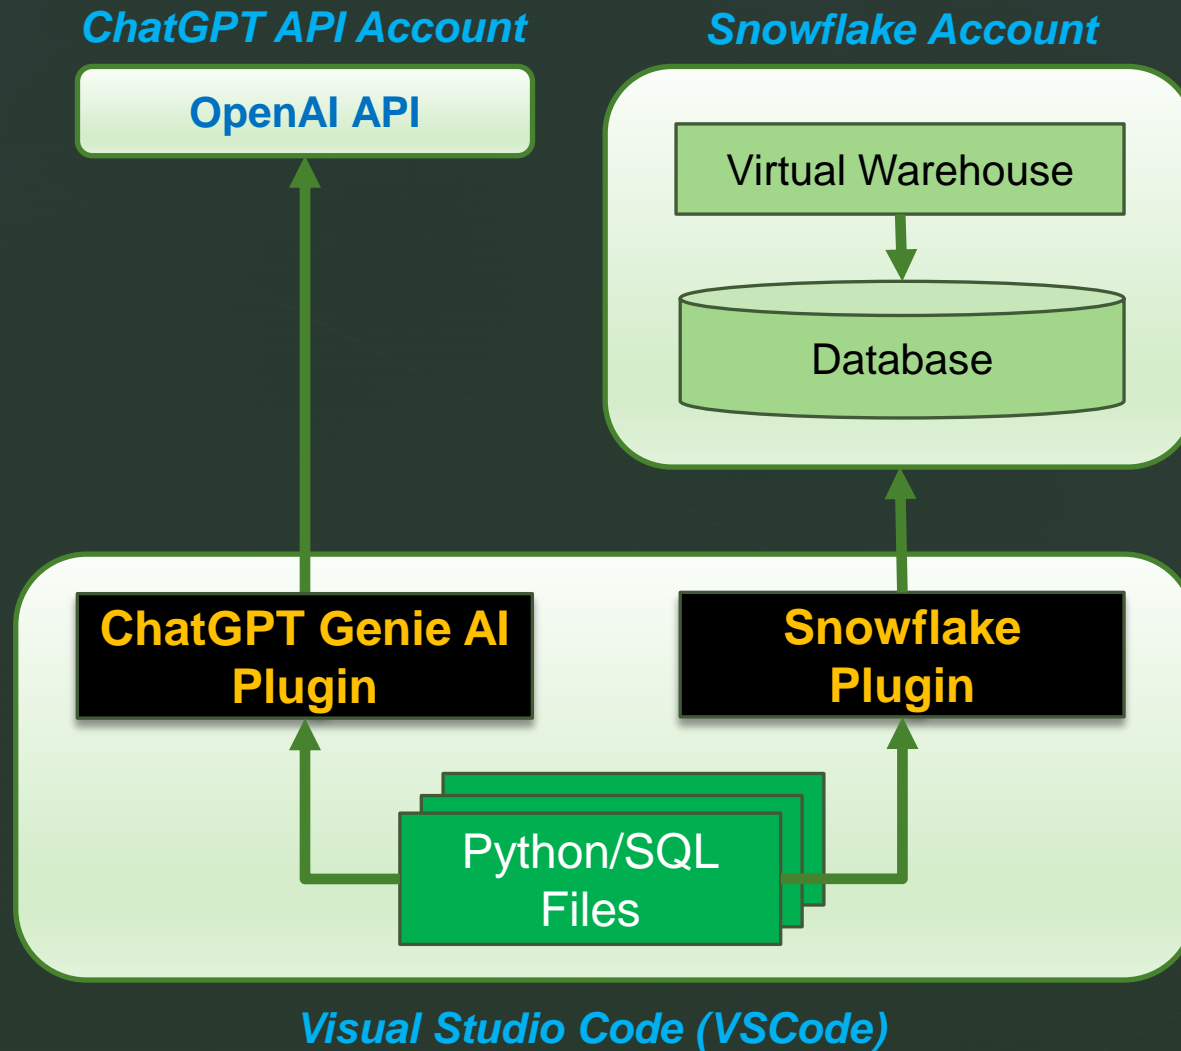 ChatGPT API Account
Snowflake Account
OpenAI API
Virtual Warehouse
Database
ChatGPT Genie AI
Plugin
Snowflake
Plugin
Python/SQL
Files
Visual Studio Code (VSCode)